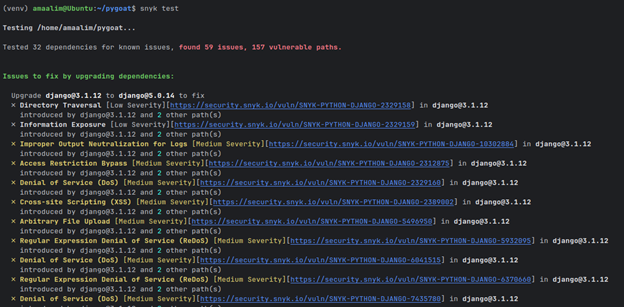 (venv) amaalim@Ubuntu:~/pygoat$ snyk test
Testing /home/amaalim/pygoat...
Tested 32 dependencies for known issues, found 59 issues, 157 vulnerable paths.
Issues to fix by upgrading dependencies:
Upgrade django@3.1.12 to django@5.0.14 to fix
✗ Directory Traversal [Low Severity][https://security.snyk.io/vuln/SNYK-PYTHON-DJANGO-2329158] in django@3.1.12
introduced by django@3.1.12 and 2 other path(s)
✗ Information Exposure [Low Severity][https://security.snyk.io/vuln/SNYK-PYTHON-DJANGO-2329159] in django@3.1.12
introduced by django@3.1.12 and 2 other path(s)
✗ Improper Output Neutralization for Logs [Medium Severity][https://security.snyk.io/vuln/SNYK-PYTHON-DJANGO-10302884] in django@3.1.12
introduced by django@3.1.12 and 2 other path(s)
✗ Access Restriction Bypass [Medium Severity][https://security.snyk.io/vuln/SNYK-PYTHON-DJANGO-2312875] in django@3.1.12
introduced by django@3.1.12 and 2 other path(s)
✗ Denial of Service (DoS) [Medium Severity][https://security.snyk.io/vuln/SNYK-PYTHON-DJANGO-2329160] in django@3.1.12
introduced by django@3.1.12 and 2 other path(s)
✗ Cross-site Scripting (XSS) [Medium Severity][https://security.snyk.io/vuln/SNYK-PYTHON-DJANGO-2389002] in django@3.1.12
introduced by django@3.1.12 and 2 other path(s)
✗ Arbitrary File Upload [Medium Severity][https://security.snyk.io/vuln/SNYK-PYTHON-DJANGO-5496950] in django@3.1.12
introduced by django@3.1.12 and 2 other path(s)
✗ Regular Expression Denial of Service (ReDoS) [Medium Severity][https://security.snyk.io/vuln/SNYK-PYTHON-DJANGO-5932095] in django@3.1.12
introduced by django@3.1.12 and 2 other path(s)
✗ Denial of Service (DoS) [Medium Severity][https://security.snyk.io/vuln/SNYK-PYTHON-DJANGO-6041515] in django@3.1.12
introduced by django@3.1.12 and 2 other path(s)
✗ Regular Expression Denial of Service (ReDoS) [Medium Severity][https://security.snyk.io/vuln/SNYK-PYTHON-DJANGO-6370660] in django@3.1.12
introduced by django@3.1.12 and 2 other path(s)
✗ Denial of Service (DoS) [Medium Severity][https://security.snyk.io/vuln/SNYK-PYTHON-DJANGO-7435780] in django@3.1.12
introduced by django@3.1.12 and 2 other path(s)